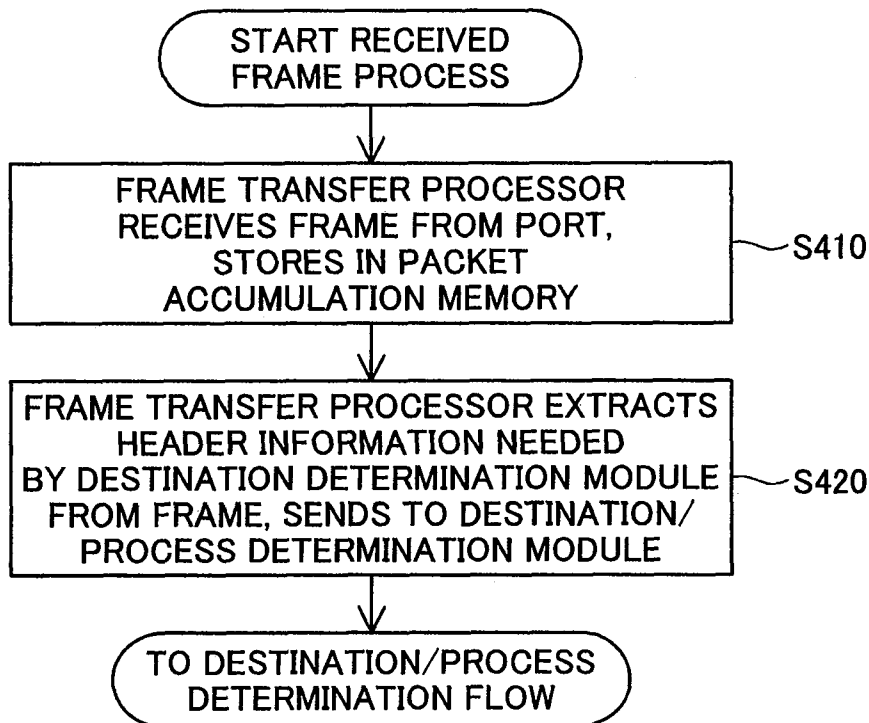 START RECEIVED
FRAME PROCESS
FRAME TRANSFER PROCESSOR
RECEIVES FRAME FROM PORT,
STORES IN PACKET
ACCUMULATION MEMORY
S410
FRAME TRANSFER PROCESSOR EXTRACTS
HEADER INFORMATION NEEDED
BY DESTINATION DETERMINATION MODULE
FROM FRAME, SENDS TO DESTINATION/
PROCESS DETERMINATION MODULE
S420
TO DESTINATION/PROCESS
DETERMINATION FLOW